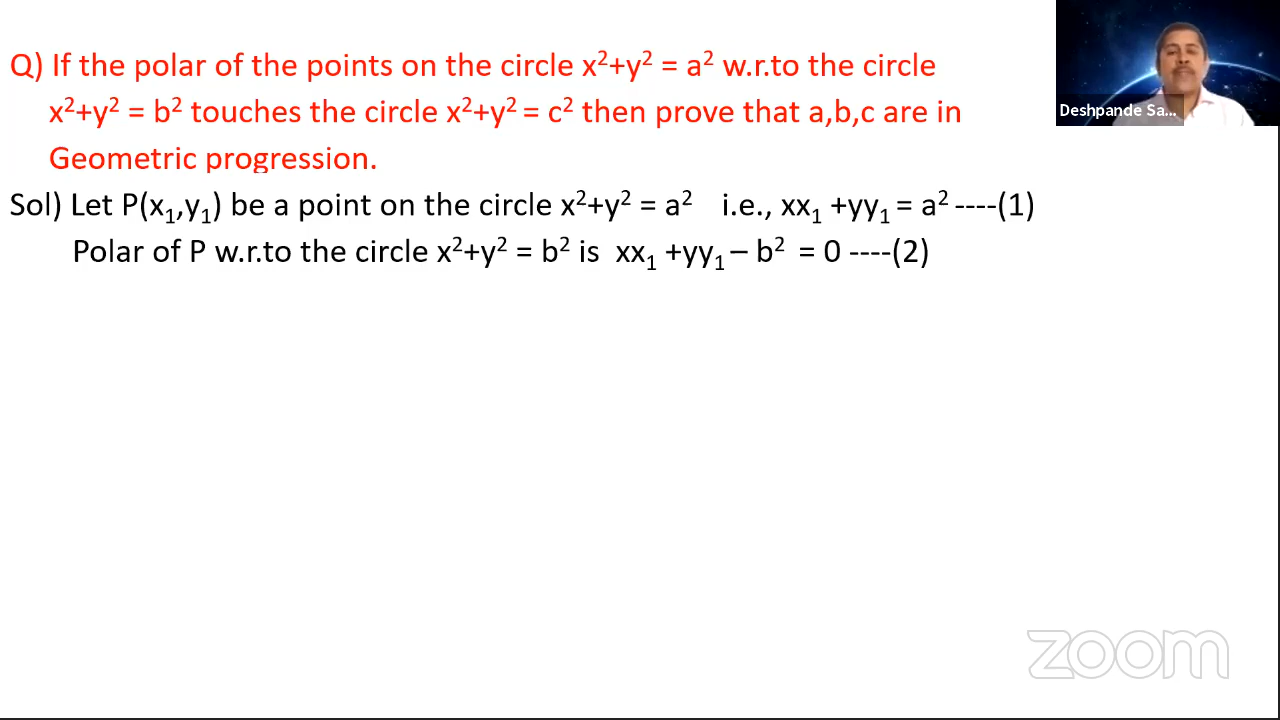 Q) If the polar of the points on the circle x²+y² = a² w.r.to the circle
x²+y² = b² touches the circle x²+y² = c² then prove that a,b,c are in
Geometric progression.
Deshpande Sa...
Sol) Let P(x₁,y₁) be a point on the circle x²+y² = a² i.e., xx₁ +yy₁ = a² ----(1)
Polar of P w.r.to the circle x²+y² = b² is xx₁ +yy₁ – b² = 0 ----(2)
zoom